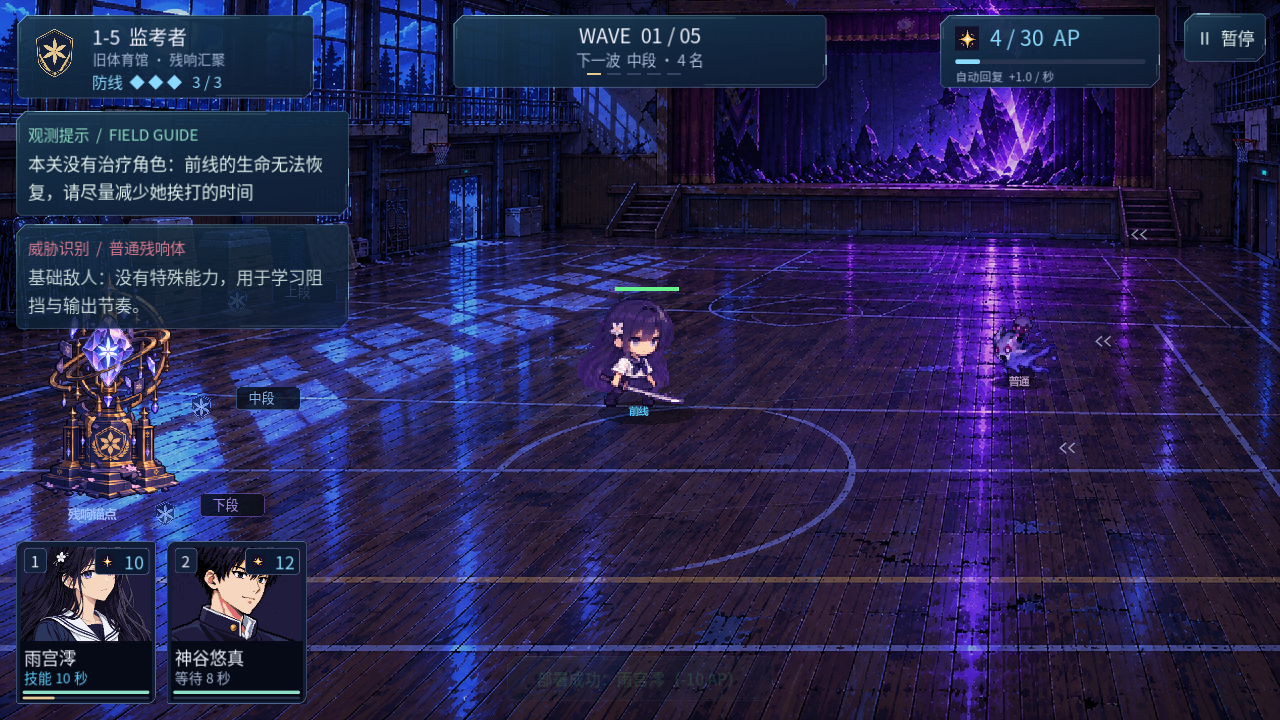 1-5 监考者
旧体育馆 · 残响汇聚
防线 3 / 3
WAVE 01 / 05
下一波 中段 · 4 名
4 / 30 AP
自动回复 +1.0 / 秒
暂停
观测提示 / FIELD GUIDE
本关没有治疗角色：前线的生命无法恢
复，请尽量减少她挨打的时间
威胁识别 / 普通残响体
基础敌人：没有特殊能力，用于学习阻
挡与输出节奏。
上段
普通
中段
前线
下段
残响锚点
1
10
雨宫澪
技能 10 秒
2
12
神谷悠真
等待 8 秒
部署成功：雨宫澪（-10 AP）